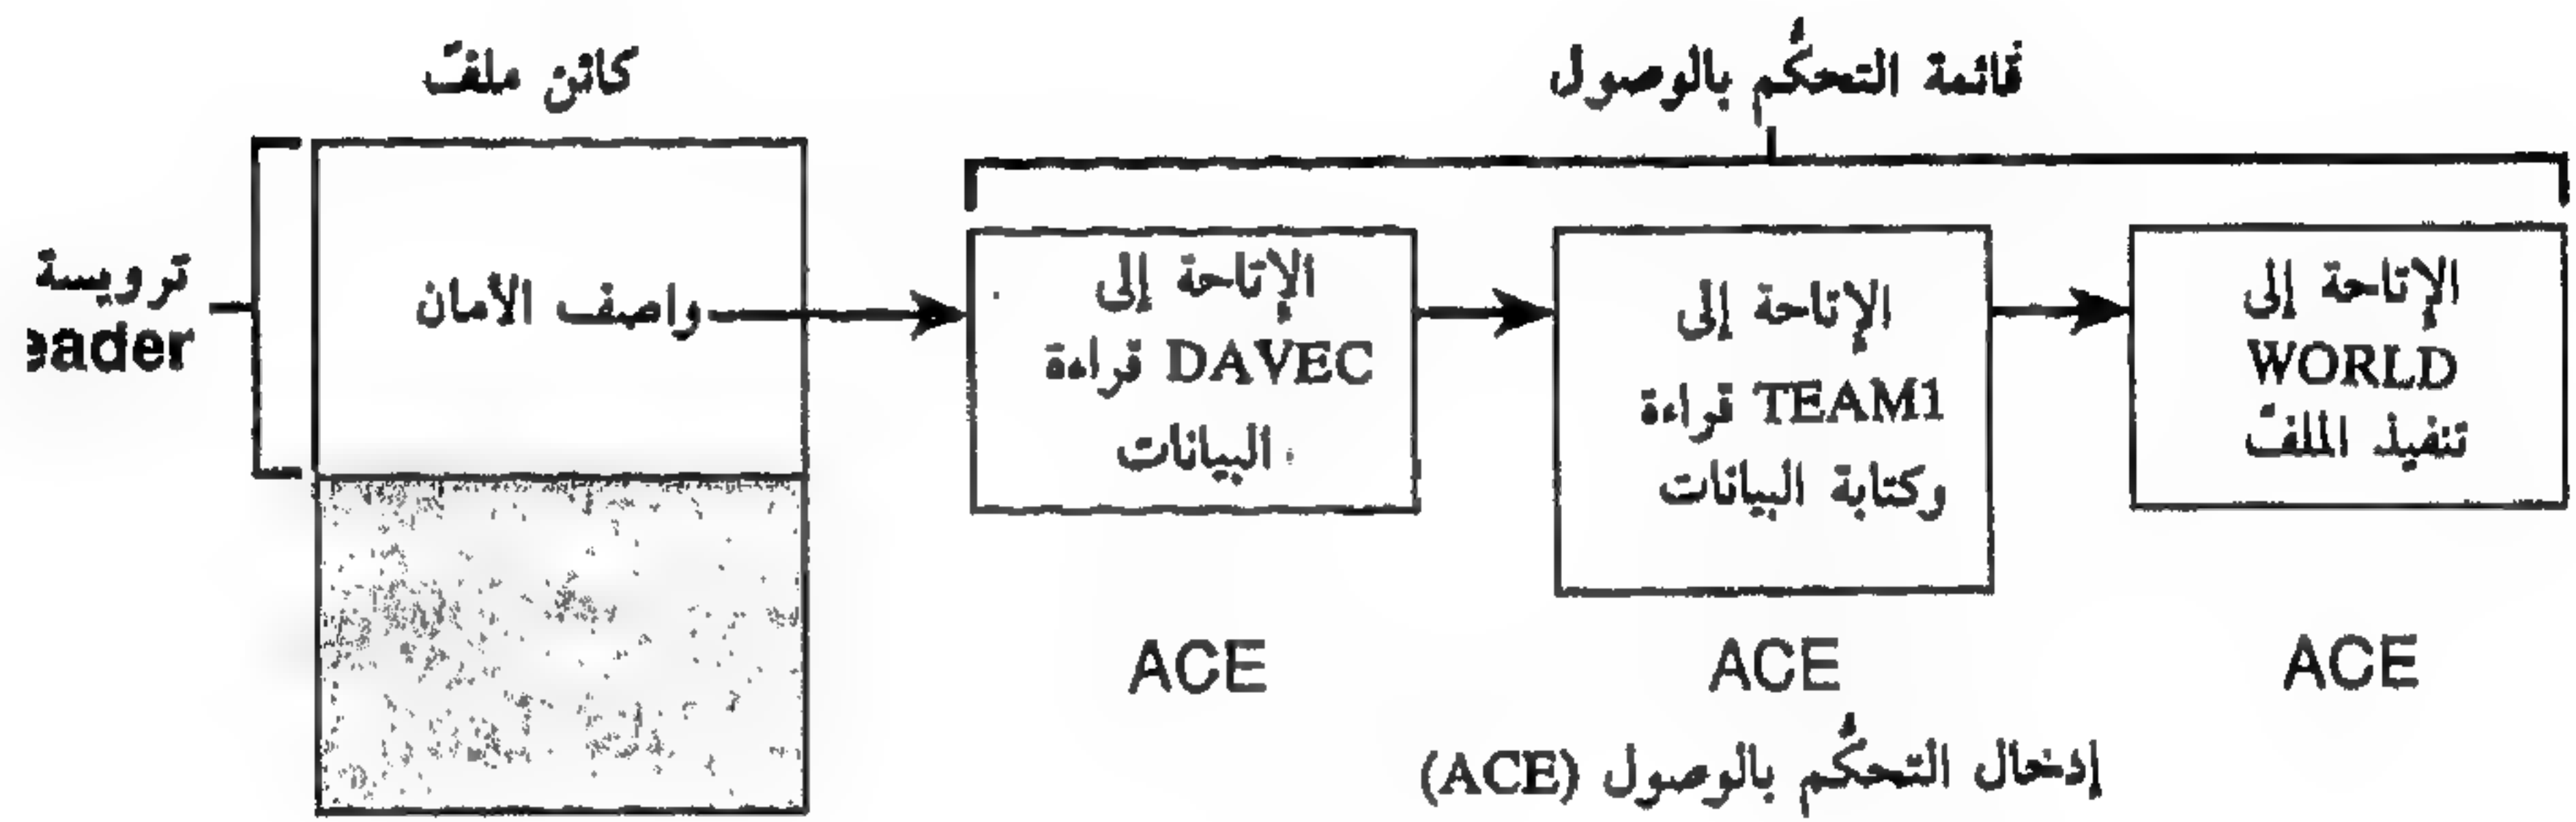 كائن ملفّ
قائمة التحكُّم بالوصول
ترويسة
eader
واصف الأمان
الإتاحة إلى
DAVEC قراءة
البيانات
الإتاحة إلى
TEAM1 قراءة
وكتابة البيانات
الإتاحة إلى
WORLD
تنفيذ الملفّ
ACE
ACE
ACE
إدخال التحكُّم بالوصول (ACE)